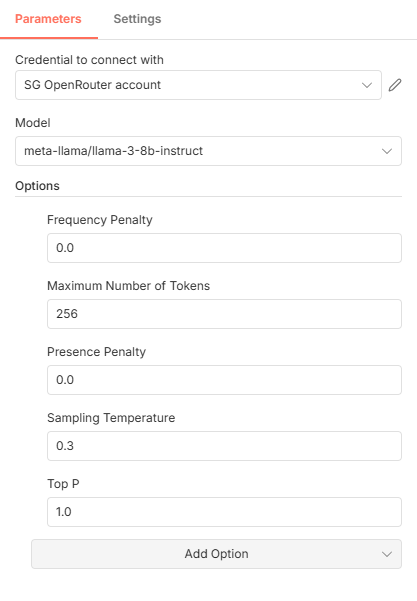 Parameters Settings
Credential to connect with
SG OpenRouter account
Model
meta-llama/llama-3-8b-instruct
Options
Frequency Penalty
0.0
Maximum Number of Tokens
256
Presence Penalty
0.0
Sampling Temperature
0.3
Top P
1.0
Add Option